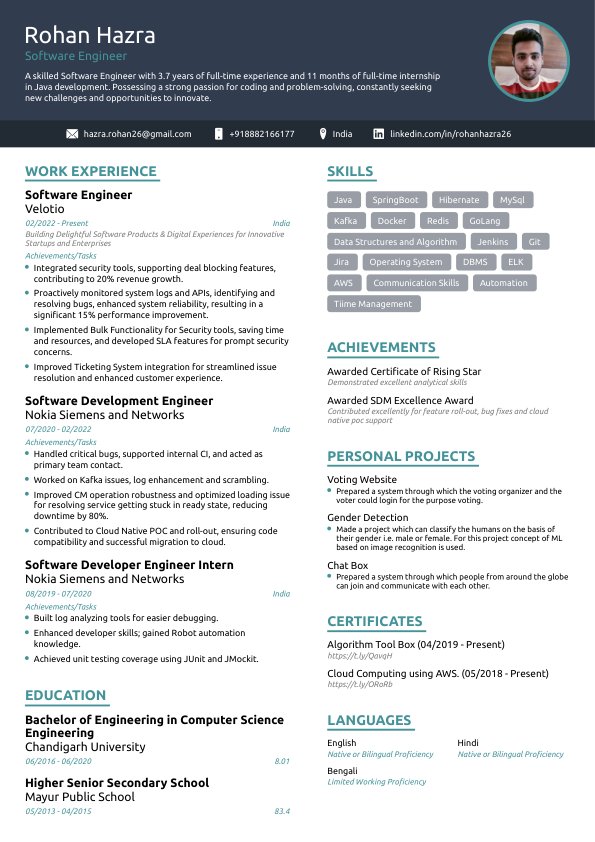 Rohan Hazra
Software Engineer
A skilled Software Engineer with 3.7 years of full-time experience and 11 months of full-time internship
in Java development. Possessing a strong passion for coding and problem-solving, constantly seeking
new challenges and opportunities to innovate.
hazra.rohan26@gmail.com
+918882166177
India
linkedin.com/in/rohanhazra26
WORK EXPERIENCE
Software Engineer
Velotio
02/2022 - Present
India
Building Delightful Software Products & Digital Experiences for Innovative
Startups and Enterprises
Achievements/Tasks
Integrated security tools, supporting deal blocking features,
contributing to 20% revenue growth.
Proactively monitored system logs and APIs, identifying and
resolving bugs, enhanced system reliability, resulting in a
significant 15% performance improvement.
Implemented Bulk Functionality for Security tools, saving time
and resources, and developed SLA features for prompt security
concerns.
Improved Ticketing System integration for streamlined issue
resolution and enhanced customer experience.
Software Development Engineer
Nokia Siemens and Networks
07/2020 - 02/2022
India
Achievements/Tasks
Handled critical bugs, supported internal CI, and acted as
primary team contact.
Worked on Kafka issues, log enhancement and scrambling.
Improved CM operation robustness and optimized loading issue
for resolving service getting stuck in ready state, reducing
downtime by 80%.
Contributed to Cloud Native POC and roll-out, ensuring code
compatibility and successful migration to cloud.
Software Developer Engineer Intern
Nokia Siemens and Networks
08/2019 - 07/2020
India
Achievements/Tasks
Built log analyzing tools for easier debugging.
Enhanced developer skills; gained Robot automation
knowledge.
Achieved unit testing coverage using JUnit and JMockit.
EDUCATION
Bachelor of Engineering in Computer Science
Engineering
Chandigarh University
06/2016 - 06/2020
8.01
Higher Senior Secondary School
Mayur Public School
05/2013 - 04/2015
83.4
SKILLS
Java
SpringBoot
Hibernate
MySql
Kafka
Docker
Redis
GoLang
Data Structures and Algorithm
Jenkins
Git
Jira
Operating System
DBMS
ELK
AWS
Communication Skills
Automation
Tiime Management
ACHIEVEMENTS
Awarded Certificate of Rising Star
Demonstrated excellent analytical skills
Awarded SDM Excellence Award
Contributed excellently for feature roll-out, bug fixes and cloud
native poc support
PERSONAL PROJECTS
Voting Website
Prepared a system through which the voting organizer and the
voter could login for the purpose voting.
Gender Detection
Made a project which can classify the humans on the basis of
their gender i.e. male or female. For this project concept of ML
based on image recognition is used.
Chat Box
Prepared a system through which people from around the globe
can join and communicate with each other.
CERTIFICATES
Algorithm Tool Box (04/2019 - Present)
https://t.ly/QavqH
Cloud Computing using AWS. (05/2018 - Present)
https://t.ly/ORoRb
LANGUAGES
English
Native or Bilingual Proficiency
Hindi
Native or Bilingual Proficiency
Bengali
Limited Working Proficiency